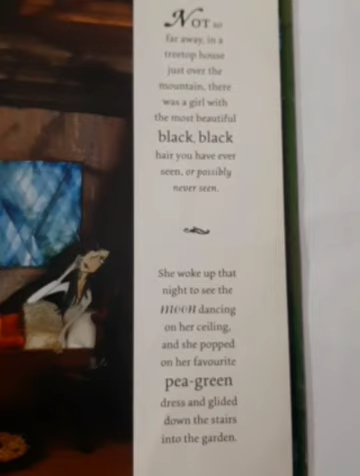 NOT so
far away, in a
treetop house
just over the
mountain, there
was a girl with
the most beautiful
black, black
hair you have ever
seen, or possibly
never seen.
She woke up that
night to see the
moon dancing
on her ceiling,
and she popped
on her favourite
pea-green
dress and glided
down the stairs
into the garden.